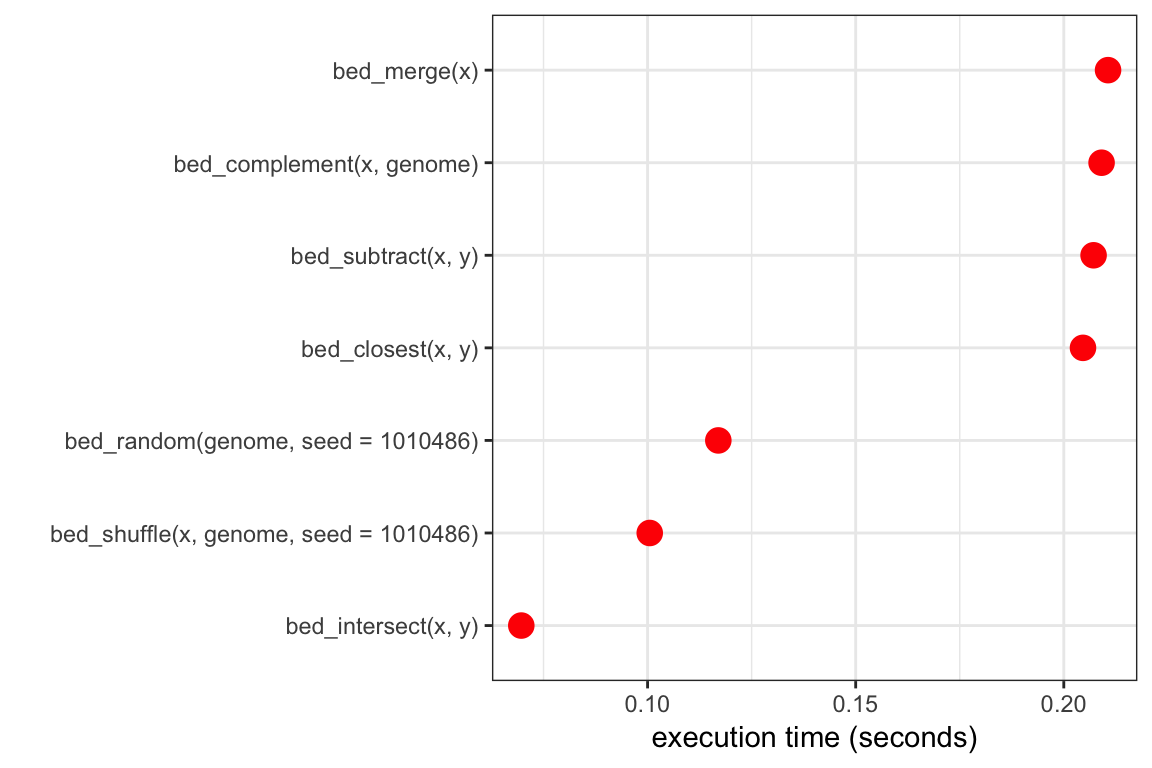 bed_merge(x)
bed_complement(x, genome)
bed_subtract(x, y)
bed_closest(x, y)
bed_random(genome, seed = 1010486)
bed_shuffle(x, genome, seed = 1010486)
bed_intersect(x, y)
0.10 0.15 0.20
execution time (seconds)